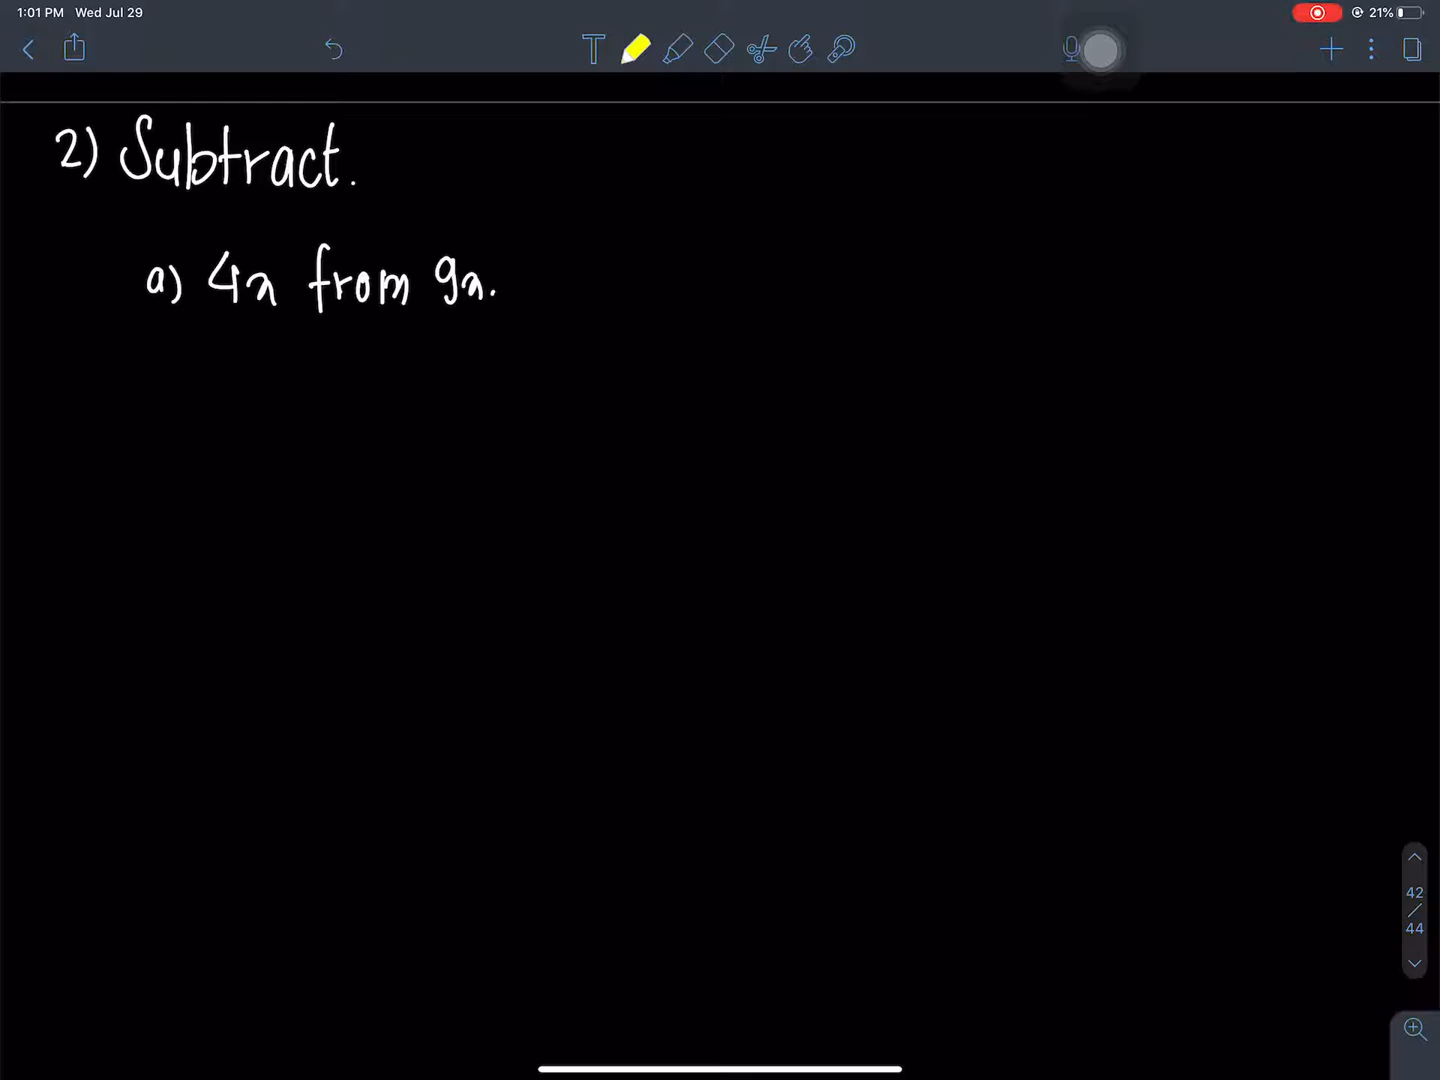 1:01 PM Wed Jul 29
21%
2) Subtract.
a) 4x from 9x.
42
44